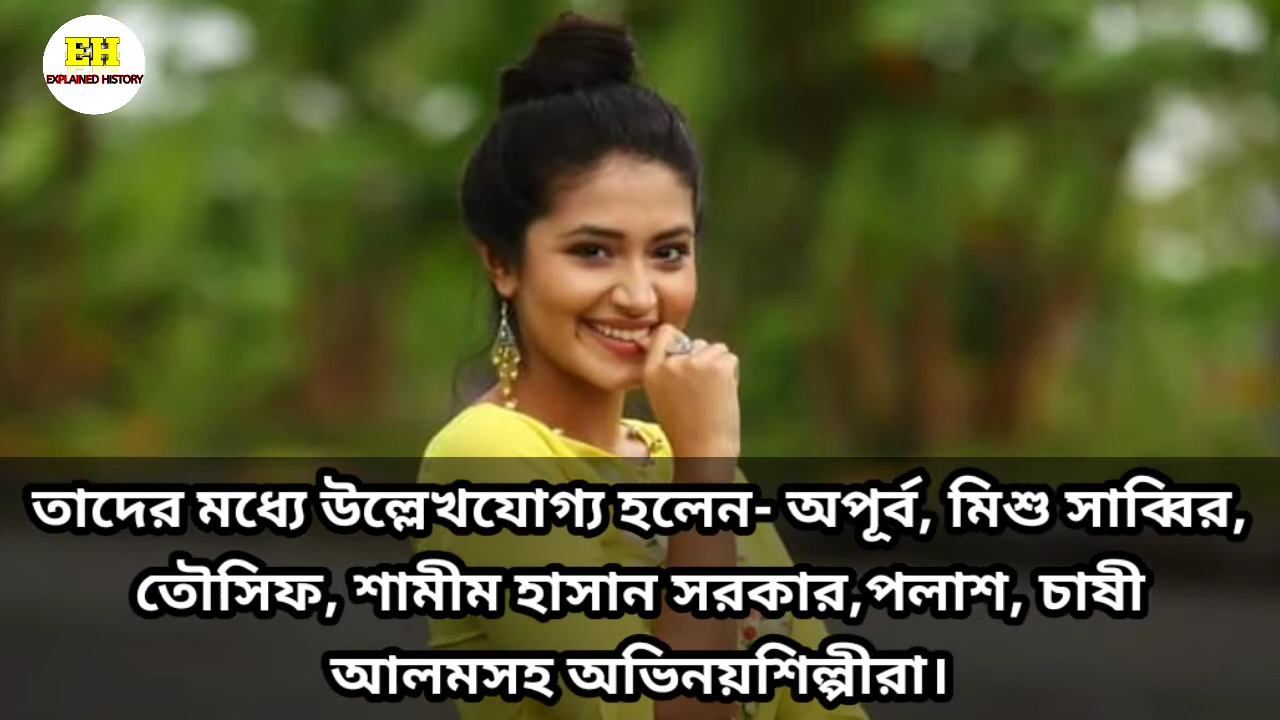 EH
EXPLAINED HISTORY
তাদের মধ্যে উল্লেখযোগ্য হলেন- অপূর্ব, মিশু সাব্বির,
তৌসিফ, শামীম হাসান সরকার,পলাশ, চাষী
আলমসহ অভিনয়শিল্পীরা।